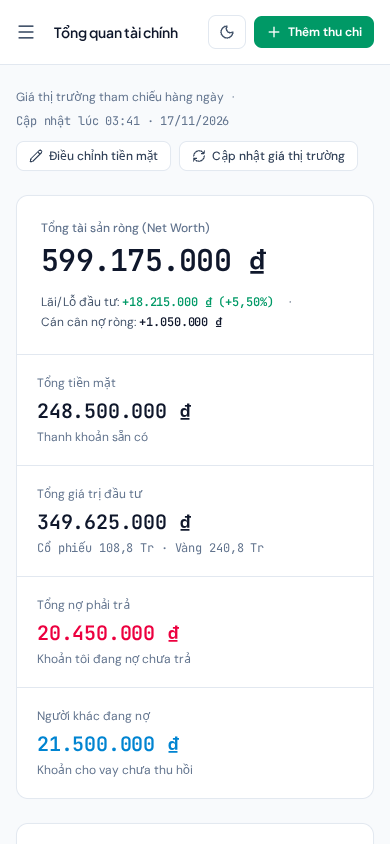 Tổng quan tài chính
Thêm thu chi
Giá thị trường tham chiếu hàng ngày ·
Cập nhật lúc 03:41 · 17/11/2026
Điều chỉnh tiền mặt
Cập nhật giá thị trường
Tổng tài sản ròng (Net Worth)
599.175.000 ₫
Lãi/Lỗ đầu tư: +18.215.000 ₫ (+5,50%) ·
Cán cân nợ ròng: +1.050.000 ₫
Tổng tiền mặt
248.500.000 ₫
Thanh khoản sẵn có
Tổng giá trị đầu tư
349.625.000 ₫
Cổ phiếu 108,8 Tr · Vàng 240,8 Tr
Tổng nợ phải trả
20.450.000 ₫
Khoản tôi đang nợ chưa trả
Người khác đang nợ
21.500.000 ₫
Khoản cho vay chưa thu hồi